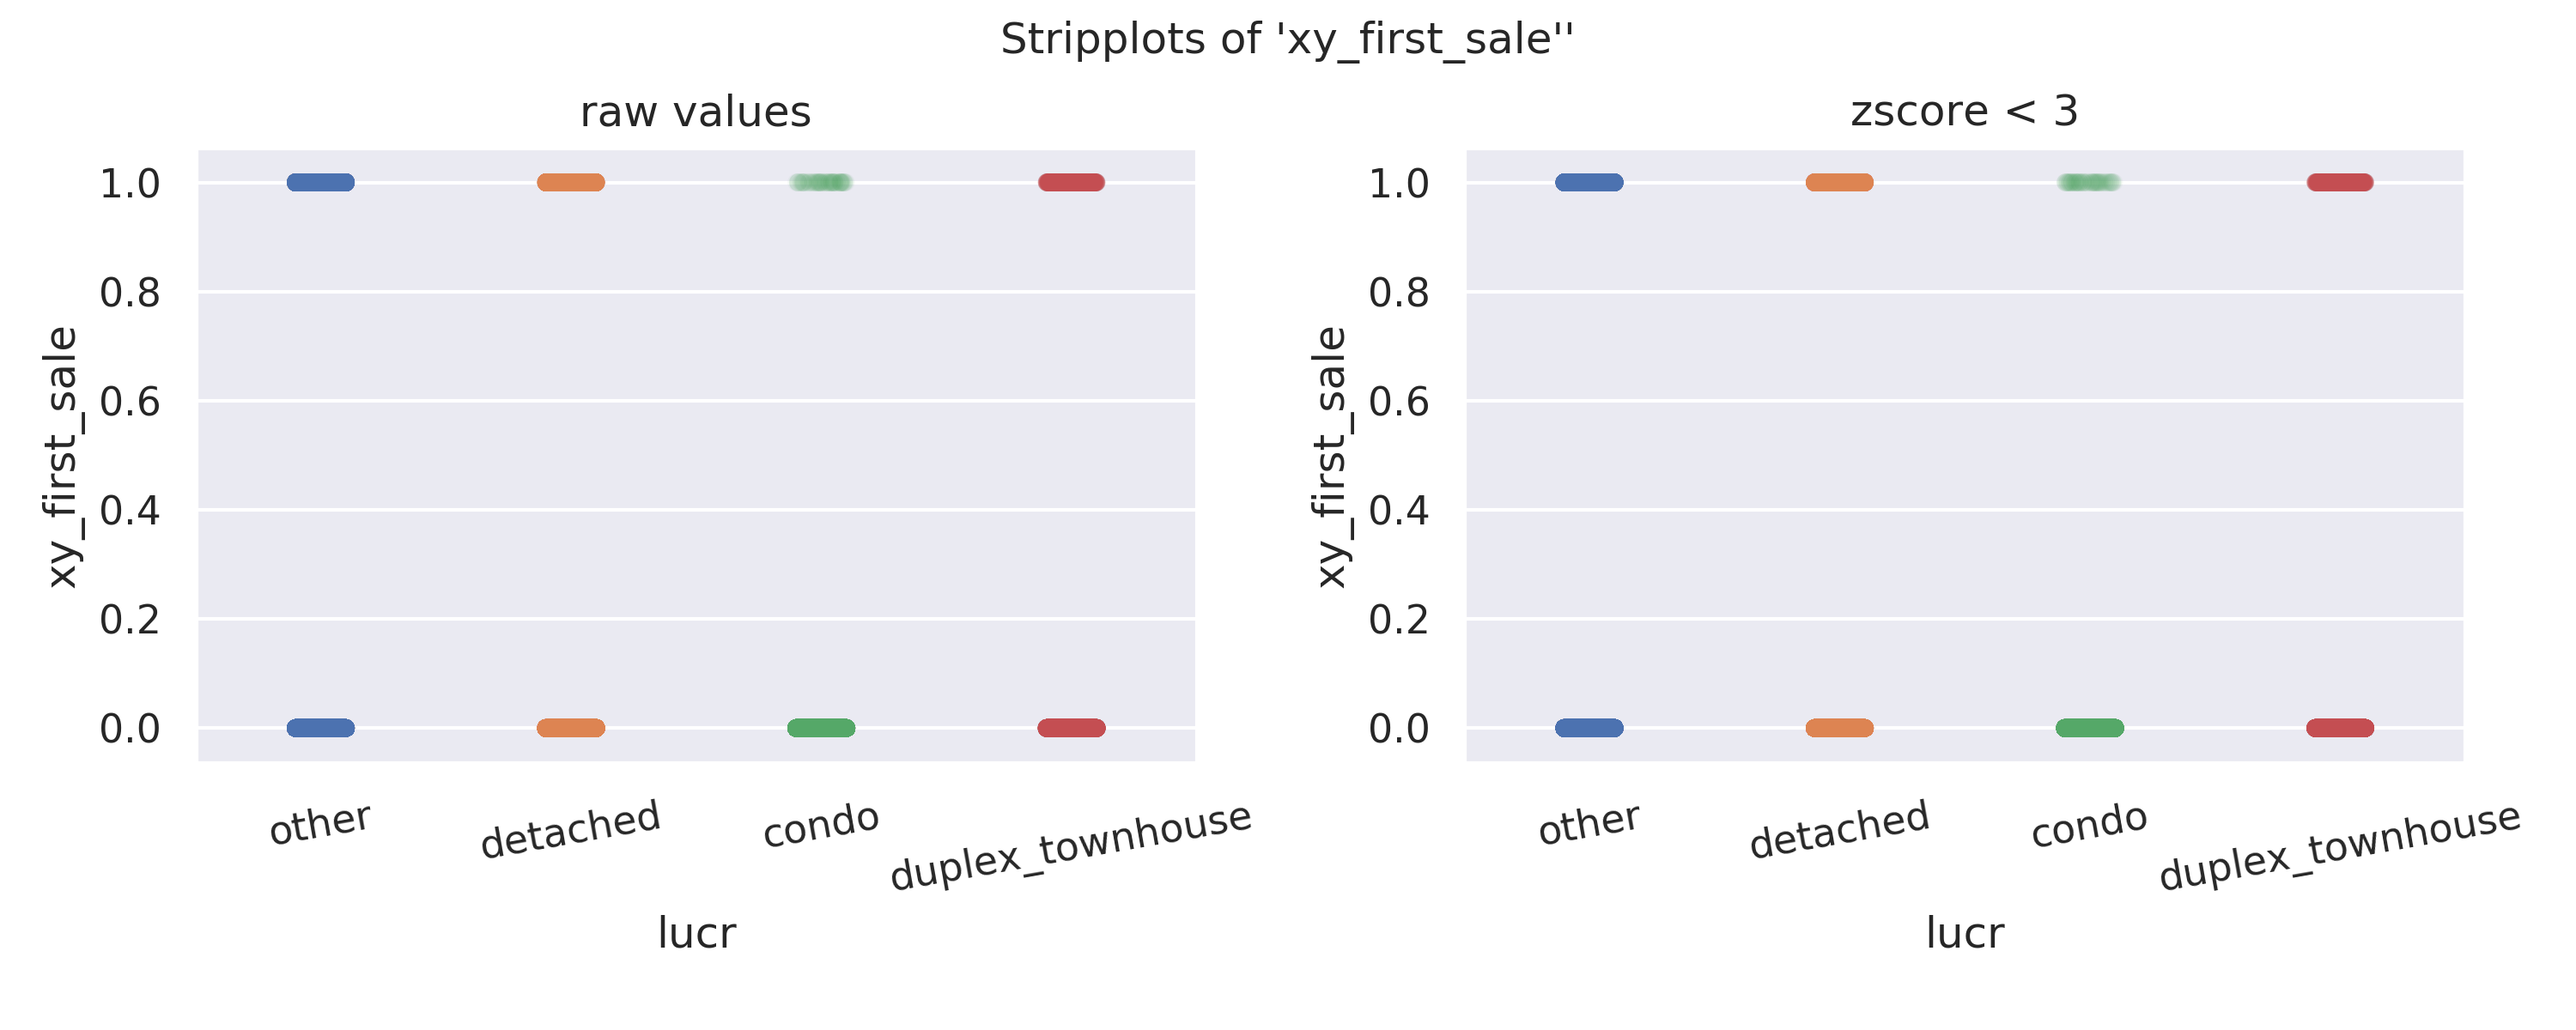 Stripplots of 'xy_first_sale''
raw values
xy_first_sale
1.0
0.8
0.6
0.4
0.2
0.0
other
detached
condo
duplex_townhouse
lucr
zscore < 3
xy_first_sale
1.0
0.8
0.6
0.4
0.2
0.0
other
detached
condo
duplex_townhouse
lucr